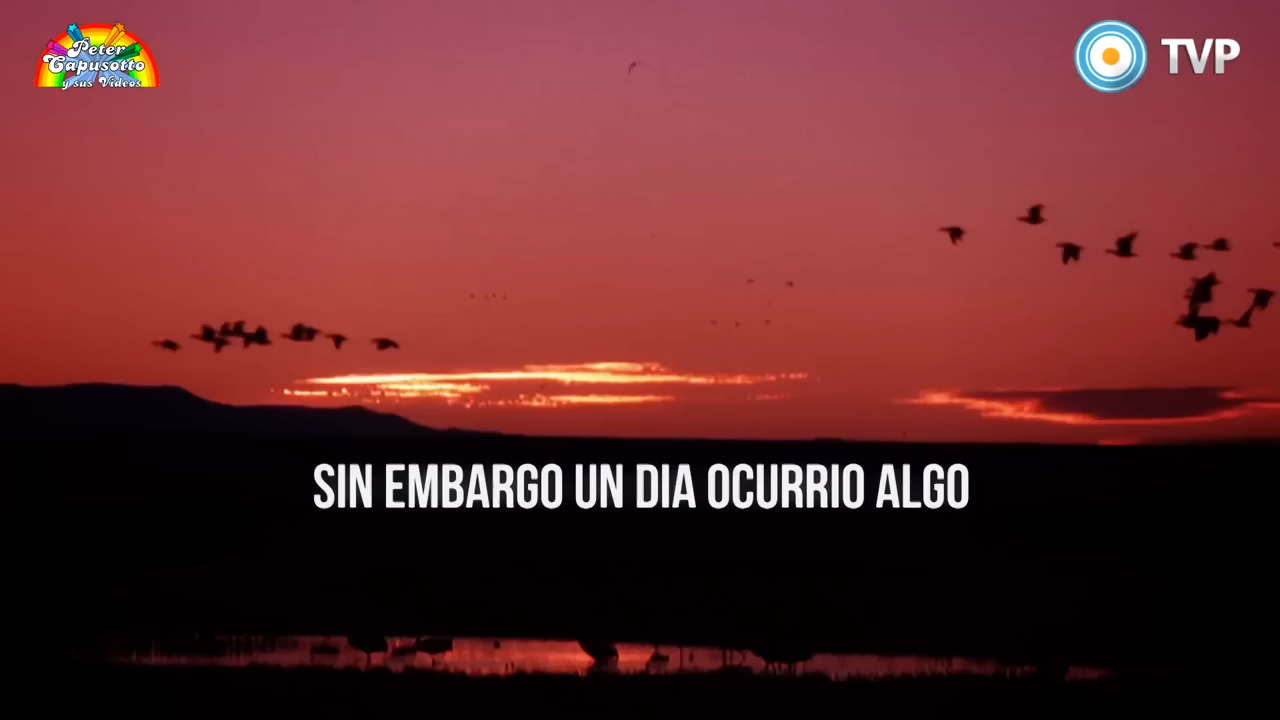 Peter
Capusotto
y sus Videos
TVP
SIN EMBARGO UN DIA OCURRIO ALGO